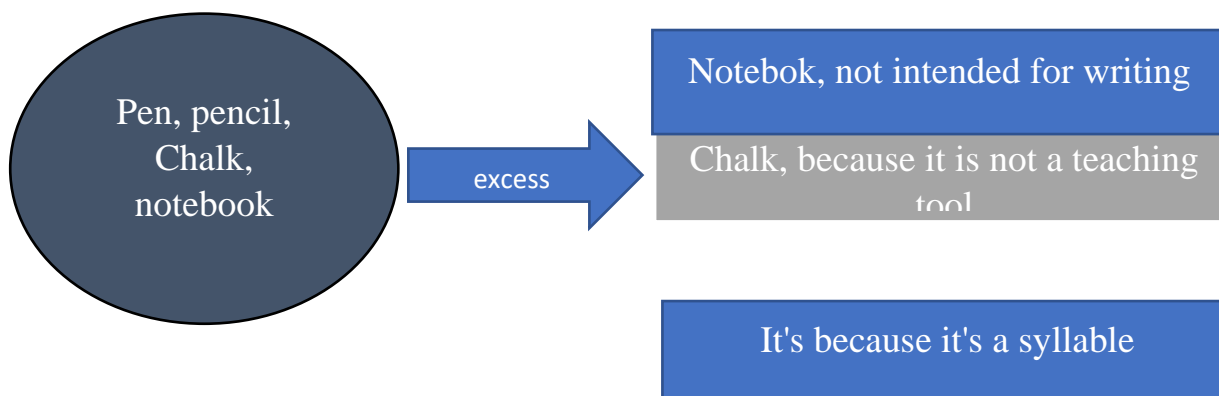 Pen, pencil,
Chalk,
notebook
excess
Notebok, not intended for writing
Chalk, because it is not a teaching
tool
It's because it's a syllable